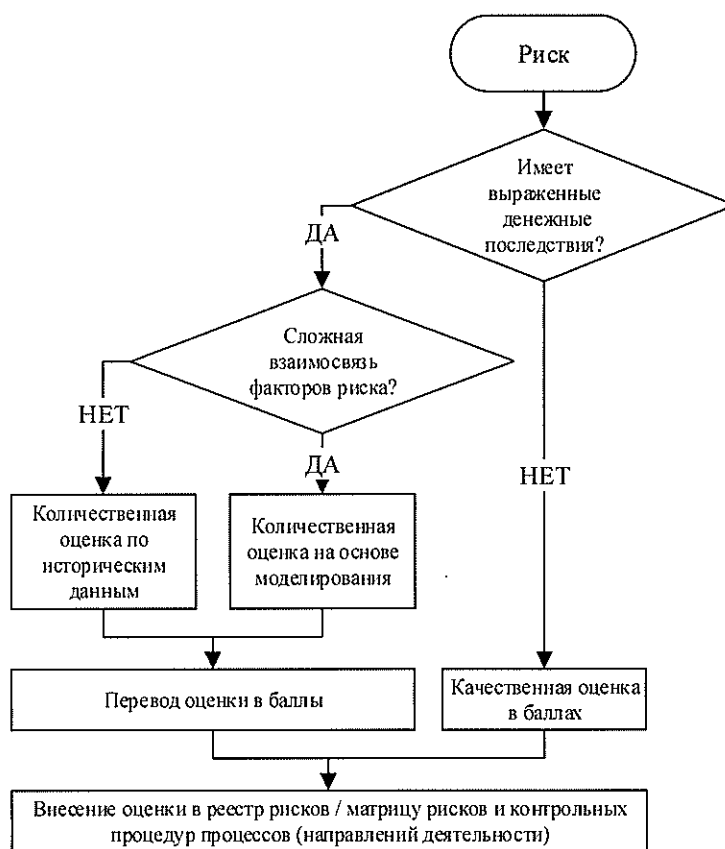 Риск
Имеет
выраженные
денежные
последствия?
ДА
Сложная
взаимосвязь
факторов риска?
НЕТ
ДА
НЕТ
Количественная
оценка по
историческим
данным
Количественная
оценка на основе
моделирования
Перевод оценки в баллы
Качественная оценка
в баллах
Внесение оценки в реестр рисков / матрицу рисков и контрольных
процедур процессов (направлений деятельности)